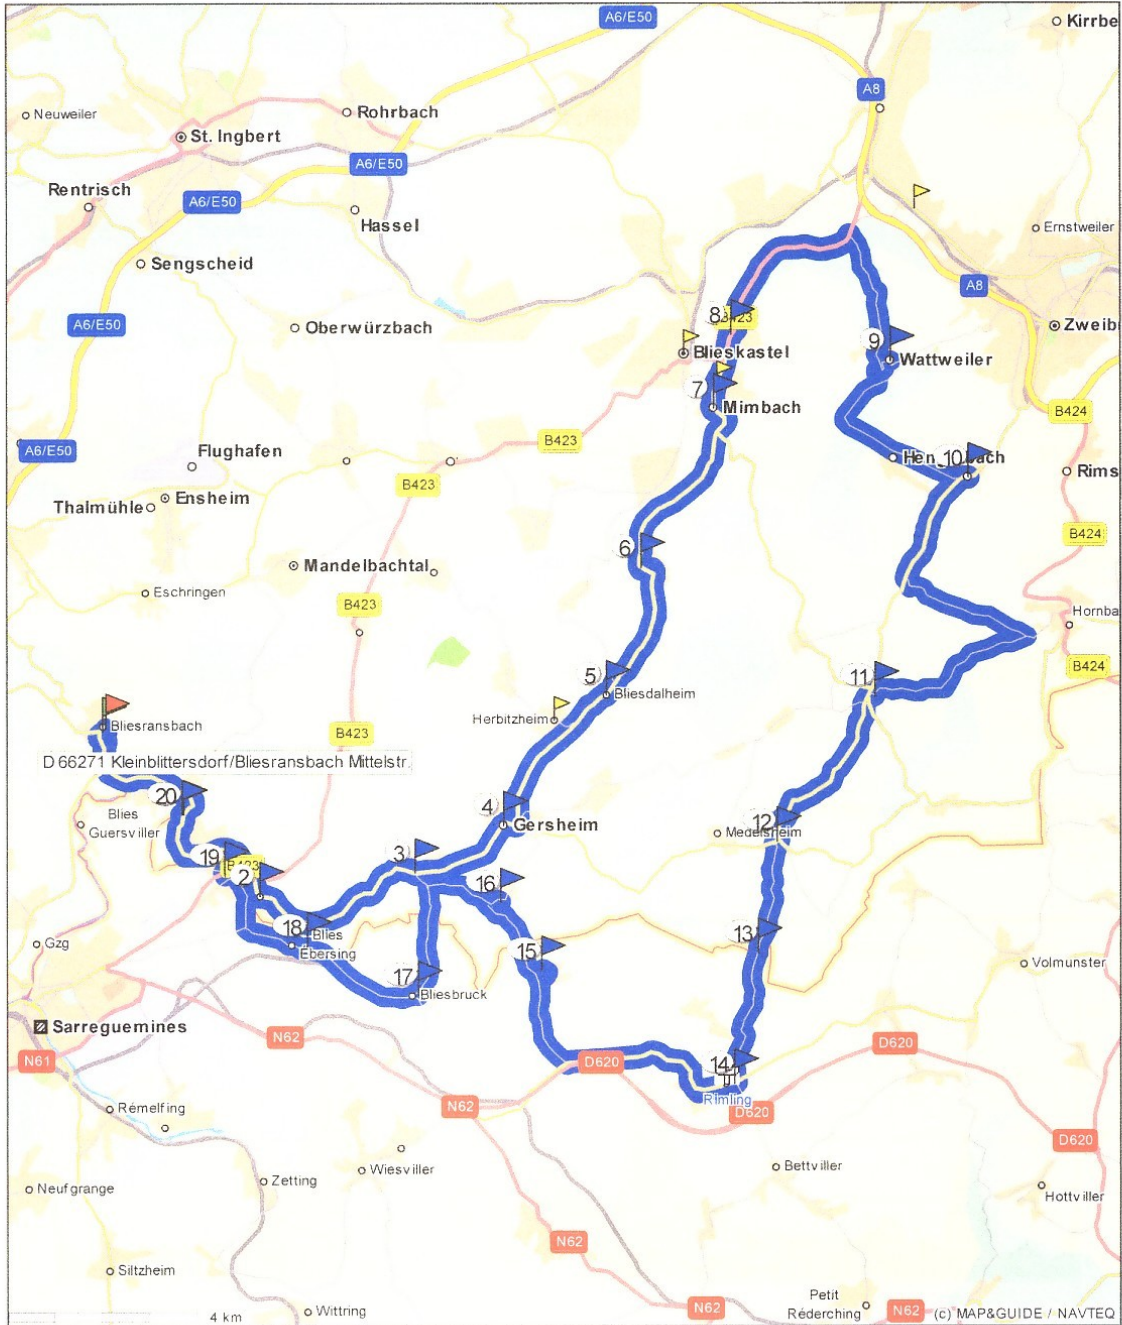 A6/E50
Kirrbe
A8
Neuweiler
Rohrbach
St. Ingbert
A6/E50
Rentrisch
A6/E50
Hassel
Ernstweiler
Sengscheid
A8
A6/E50
Oberwürzbach
8
B423
Zweib
9
Blieskastel
Wattweiler
7
Mimbach
B424
A6/E50
B423
Flughafen
10
Rims
B423
Ensheim
Thalmühle
B424
6
Mandelbachtal
Eschringen
B423
Hornba
B424
5
11
Bliesdalheim
Herbitzheim
Bliesransbach
B423
D 66271 Kleinblittersdorf/Bliesransbach Mittelstr.
20
4
Blies
Guersviller
Gersheim
12
Medelsheim
3
19
B423
2
16
18
Blies
Ebersing
13
15
Gzg
Volmunster
17
Bliesbruck
Sarreguemines
N62
D620
N61
D620
14
Rimling
N62
D620
Rémelfing
D620
Wiesviller
Bettviller
Zetting
Neufgrange
Hottviller
N62
Siltzheim
Petit
Réderching
4 km
Wittring
N62
N62
(c) MAP&GUIDE / NAVTEQ